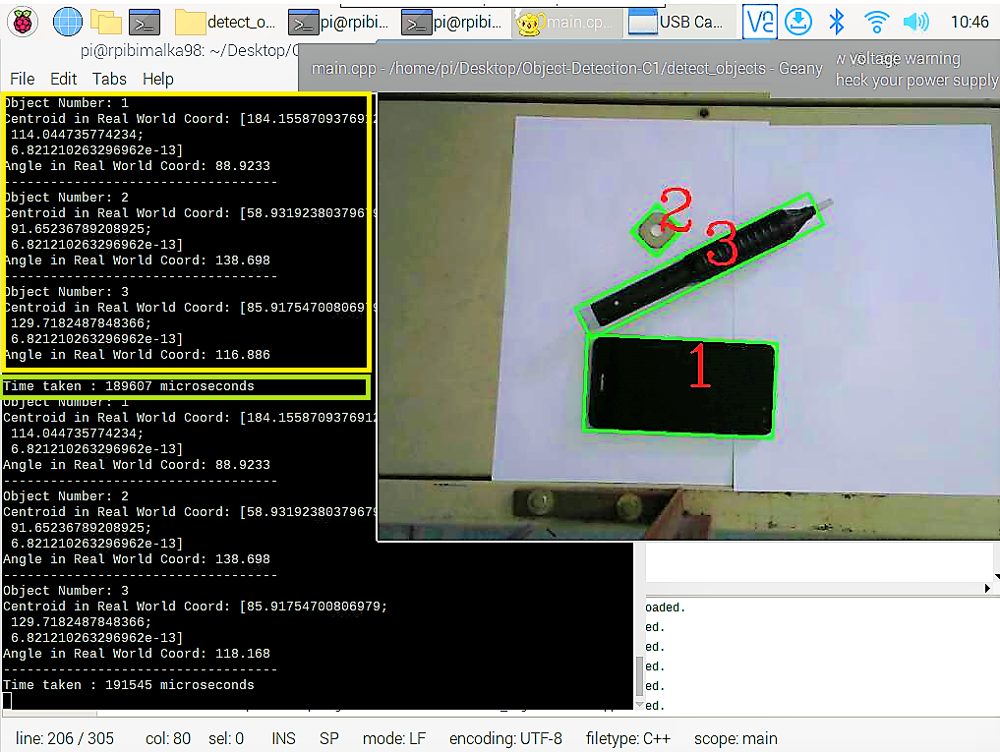 detect_o...
pi@rpibi...
pi@rpibi...
main.cp...
USB Ca...
10:46
pi@rpibimalka98: ~/Desktop/
main.cpp - /home/pi/Desktop/Object-Detection-C1/detect_objects - Geany
w voltage warning
heck your power supply
File Edit Tabs Help
Object Number: 1
Centroid in Real World Coord: [184.1558709376912
114.044735774234;
6.821210263296962e-13]
Angle in Real World Coord: 88.9233
-----------------------------------
Object Number: 2
Centroid in Real World Coord: [58.9319238037967
91.65236789208925;
6.821210263296962e-13]
Angle in Real World Coord: 138.698
-----------------------------------
Object Number: 3
Centroid in Real World Coord: [85.9175470080697
129.7182487848366;
6.821210263296962e-13]
Angle in Real World Coord: 116.886
Time taken : 189607 microseconds
Object Number: 1
Centroid in Real World Coord: [184.1558709376912
114.044735774234;
6.821210263296962e-13]
Angle in Real World Coord: 88.9233
-----------------------------------
Object Number: 2
Centroid in Real World Coord: [58.9319238037967
91.65236789208925;
6.821210263296962e-13]
Angle in Real World Coord: 138.698
-----------------------------------
Object Number: 3
Centroid in Real World Coord: [85.91754700806979;
129.7182487848366;
6.821210263296962e-13]
Angle in Real World Coord: 118.168
-----------------------------------
Time taken : 191545 microseconds
2
3
1
oaded.
ed.
ed.
ed.
ed.
ed.
line: 206 / 305 col: 80 sel: 0 INS SP mode: LF encoding: UTF-8 filetype: C++ scope: main